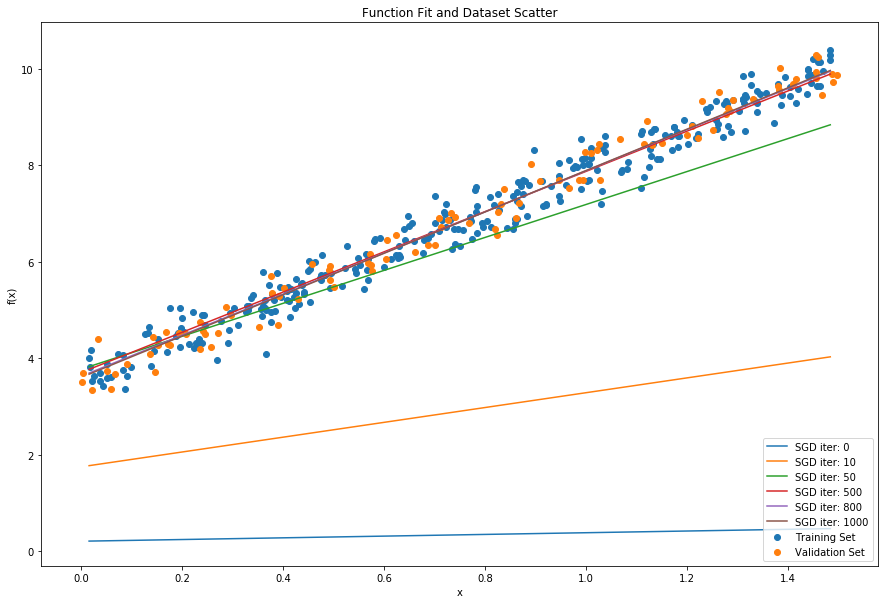 Function Fit and Dataset Scatter
f(x)
10
8
6
4
2
0
0.0
0.2
0.4
0.6
0.8
1.0
1.2
1.4
x
SGD iter: 0
SGD iter: 10
SGD iter: 50
SGD iter: 500
SGD iter: 800
SGD iter: 1000
Training Set
Validation Set